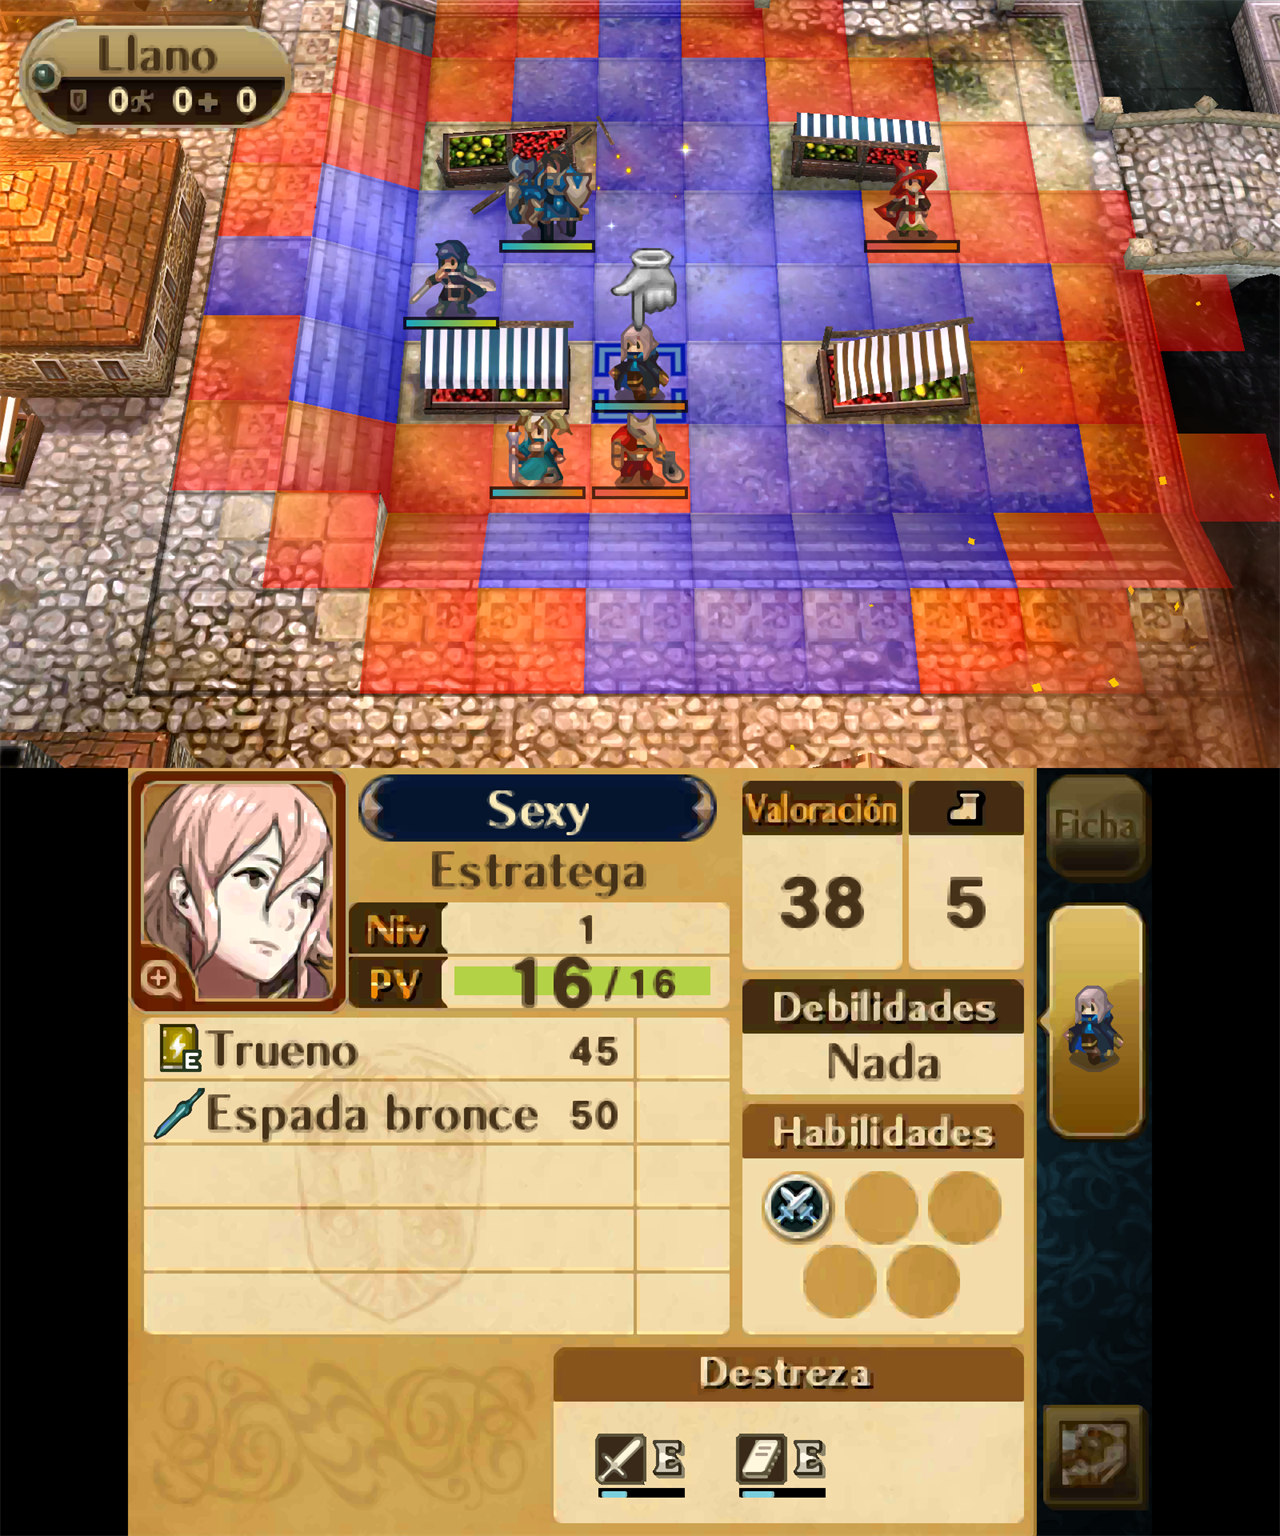 Llano
0 0 0
Sexy
Estratega
Niv 1
PV 16/16
Trueno 45
E
Espada bronce 50
Valoración
38
5
Debilidades
Nada
Habilidades
Destreza
E E
Ficha